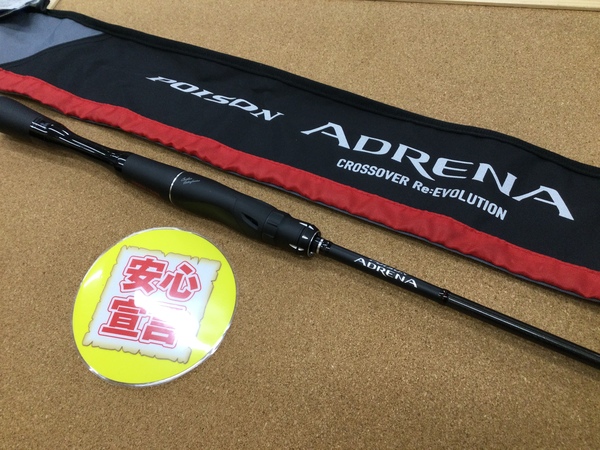 POISON ADRENA
CROSSOVER Re:EVOLUTION
ADRENA
安心
宣言